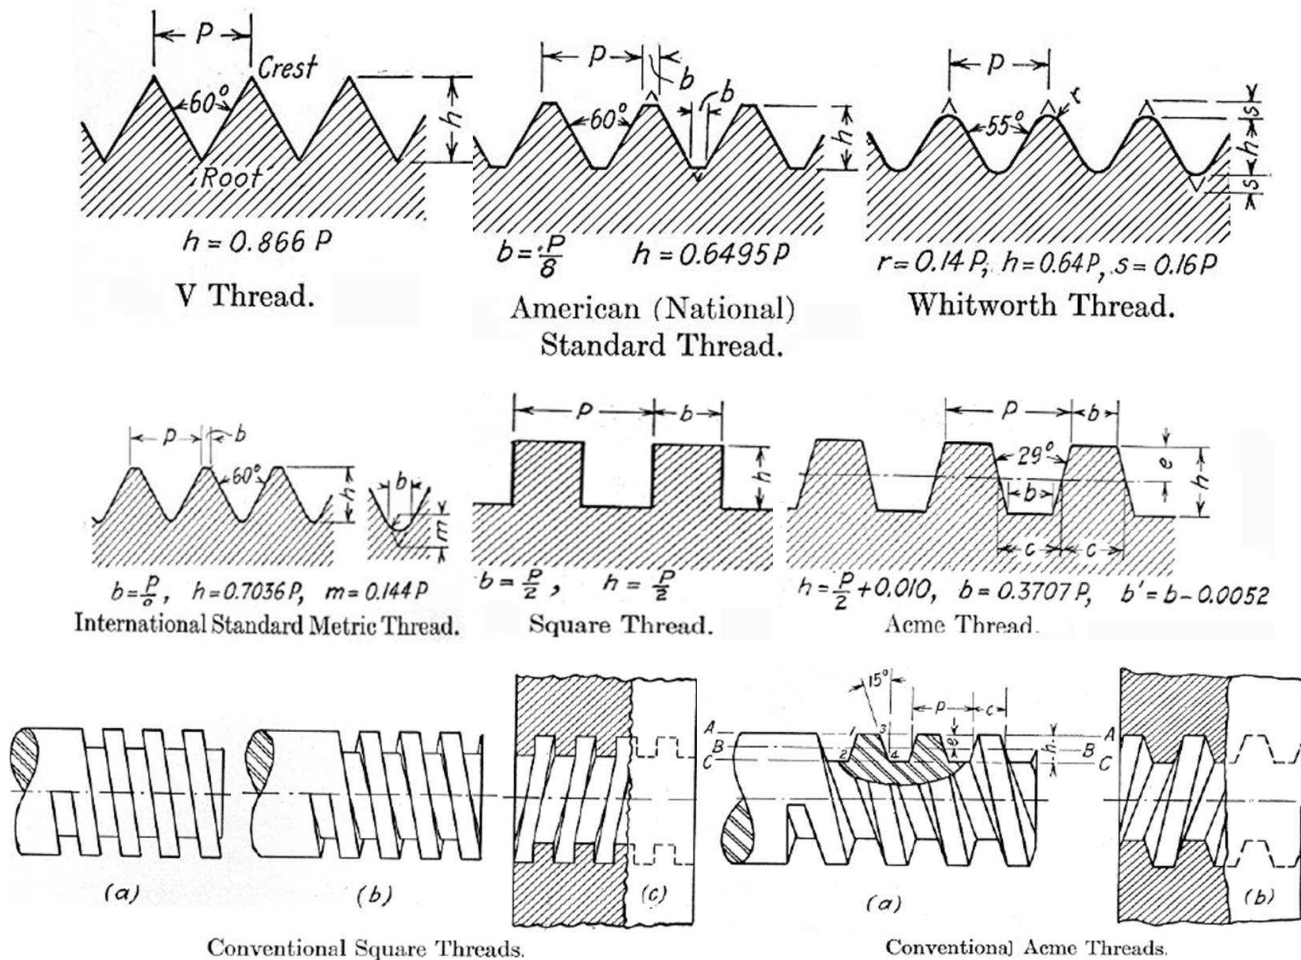 P
Crest
60°
h
Root
h = 0.866 P
V Thread.
P
b
b
60°
h
b = P/8 h = 0.6495 P
American (National)
Standard Thread.
P
r
55°
s
h
s
r = 0.14 P, h = 0.64 P, s = 0.16 P
Whitworth Thread.
P
b
60°
h
b
m
h = 0.7036 P, m = 0.144 P
International Standard Metric Thread.
P
b
h
b = P/2, h = P/2
Square Thread.
P
b
29°
e
h
b
c
c
h = P/2 + 0.010, b = 0.3707 P, b' = b - 0.0052
Acme Thread.
(a)
(b)
(c)
Conventional Square Threads.
15°
P
c
A
B
C
1
2
3
4
e
h
A
B
C
(a)
(b)
Conventional Acme Threads.